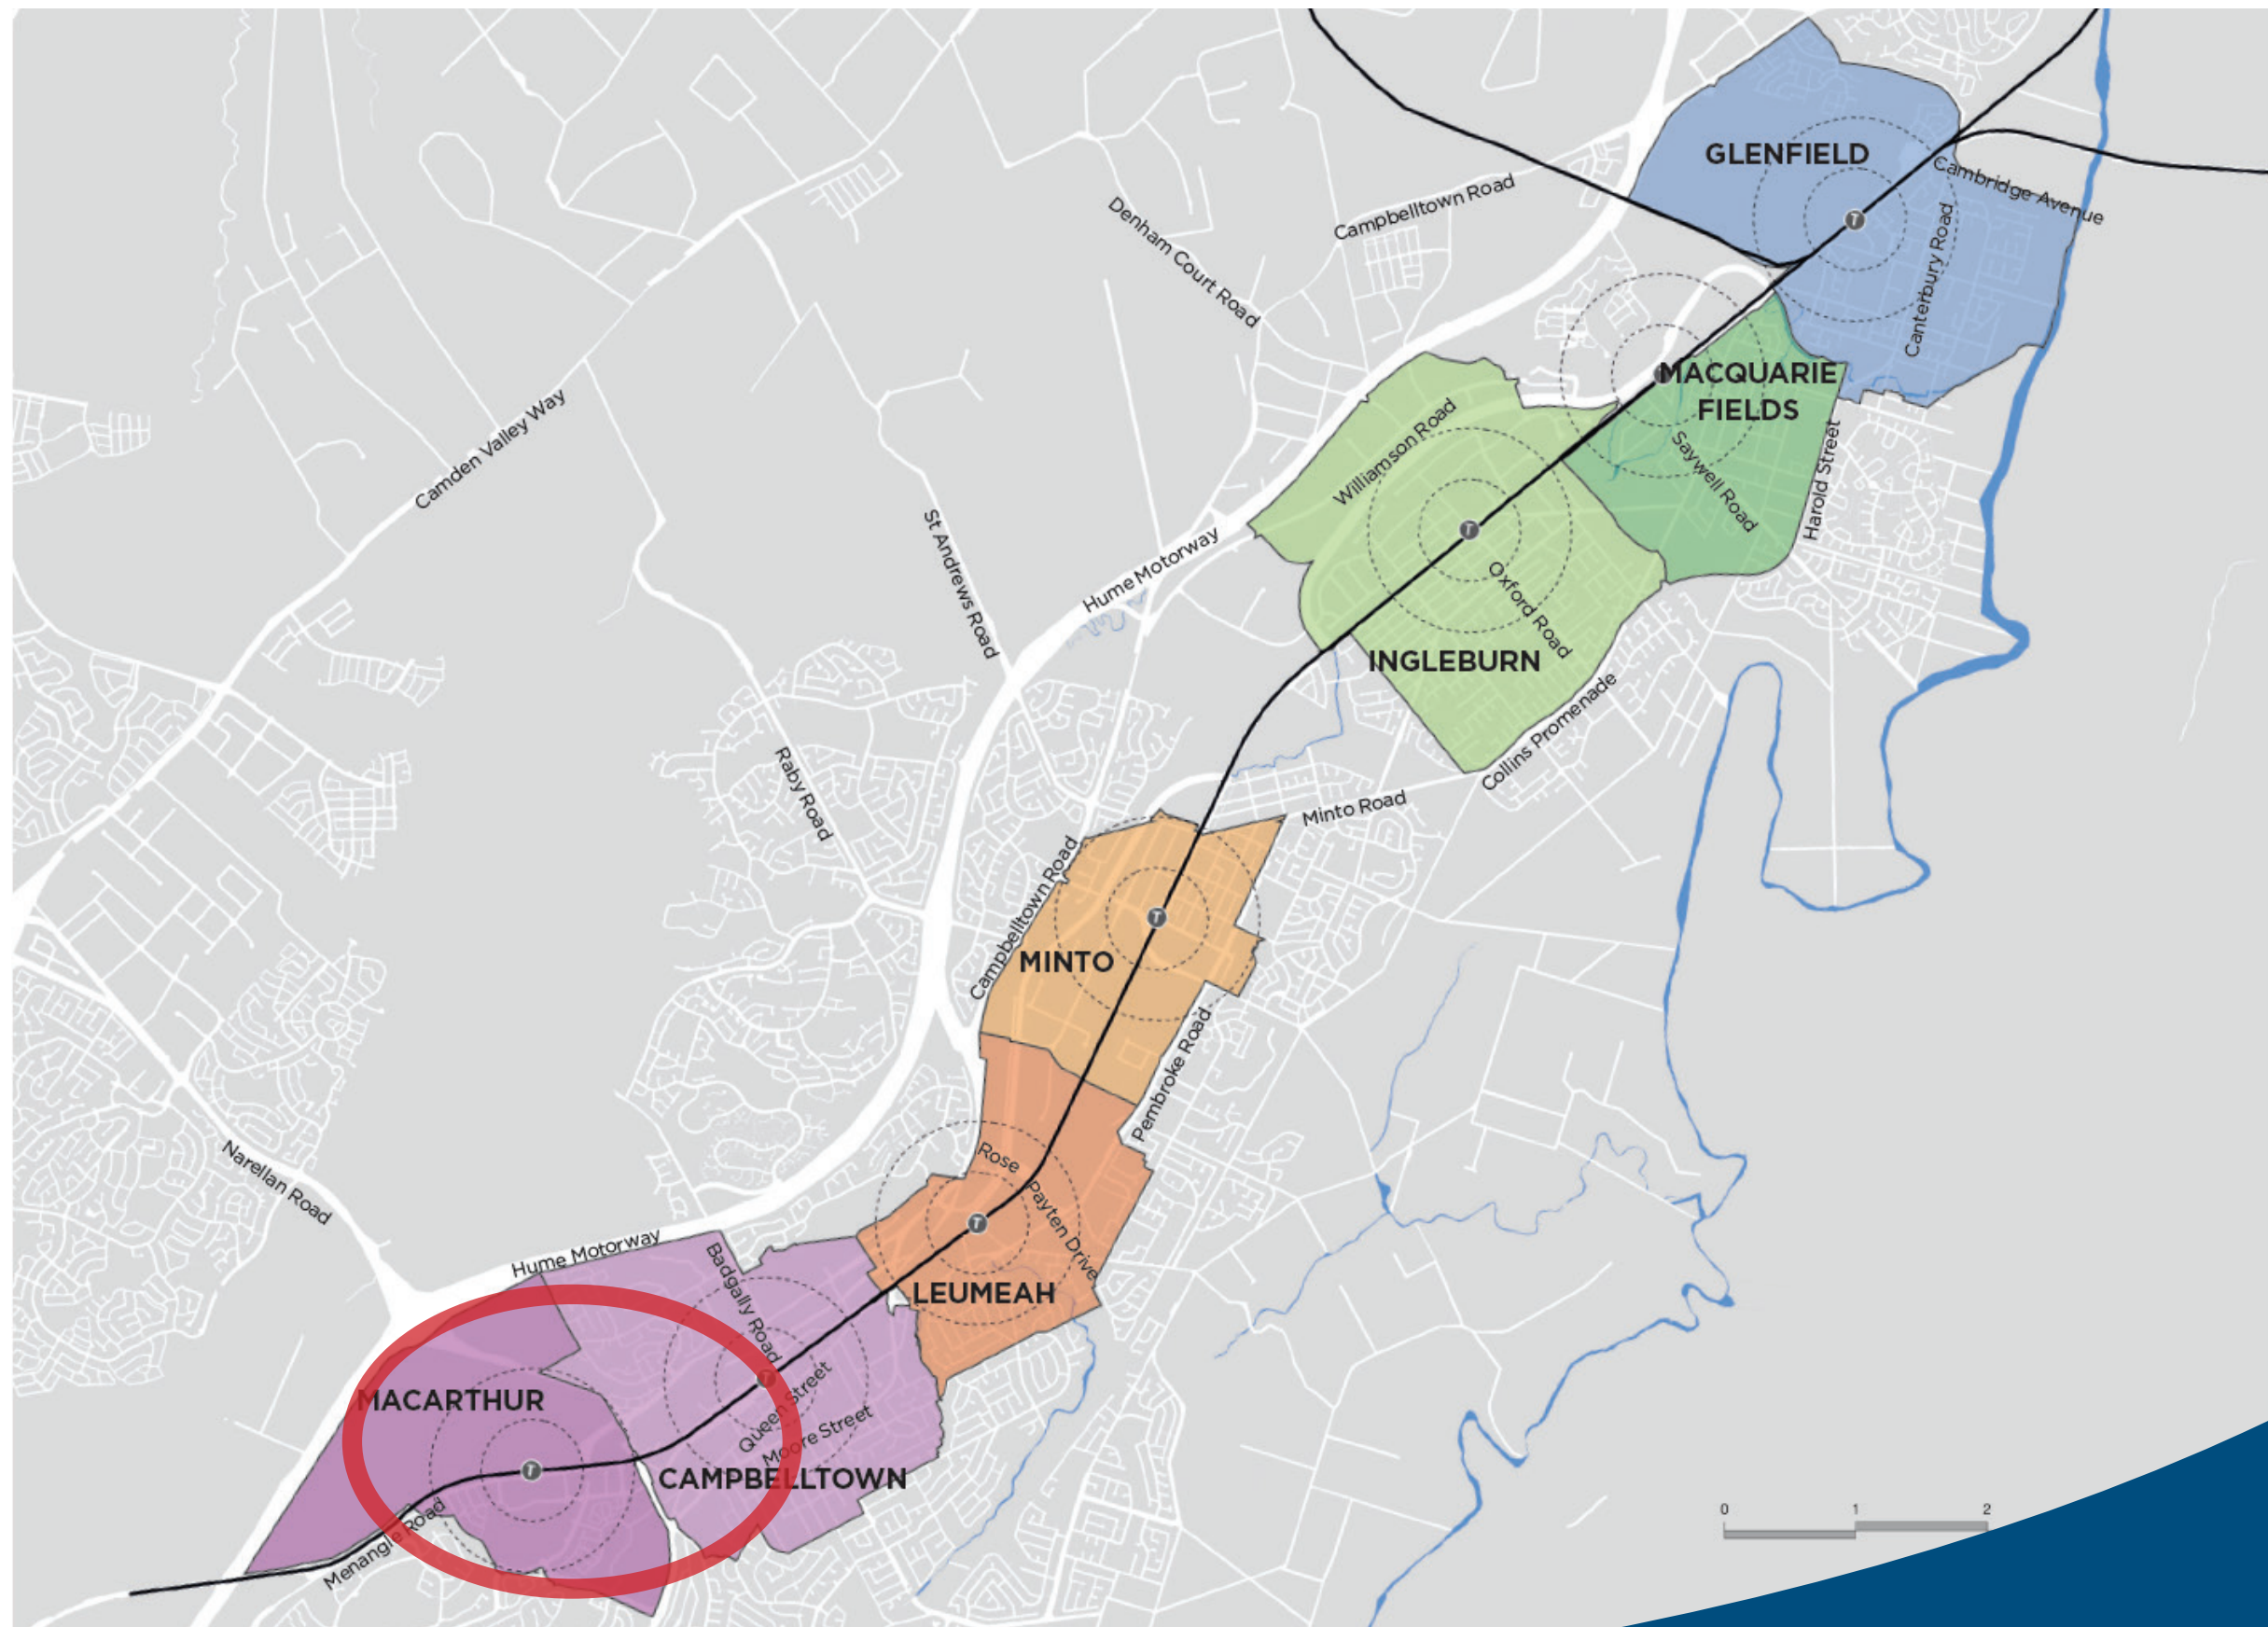 GLENFIELD
Cambridge Avenue
Canterbury Road
Campbelltown Road
Denham Court Road
MACQUARIE
FIELDS
Saywell Road
Harold Street
Williamson Road
Oxford Road
INGLEBURN
Collins Promenade
Camden Valley Way
St Andrews Road
Hume Motorway
Raby Road
Minto Road
Campbelltown Road
MINTO
Pembroke Road
Narellan Road
Rose
Payten Drive
LEUMEAH
Hume Motorway
Badgally Road
Queen Street
Moore Street
MACARTHUR
CAMPBELLTOWN
Menangle Road
T
T
T
T
T
T
0 1 2